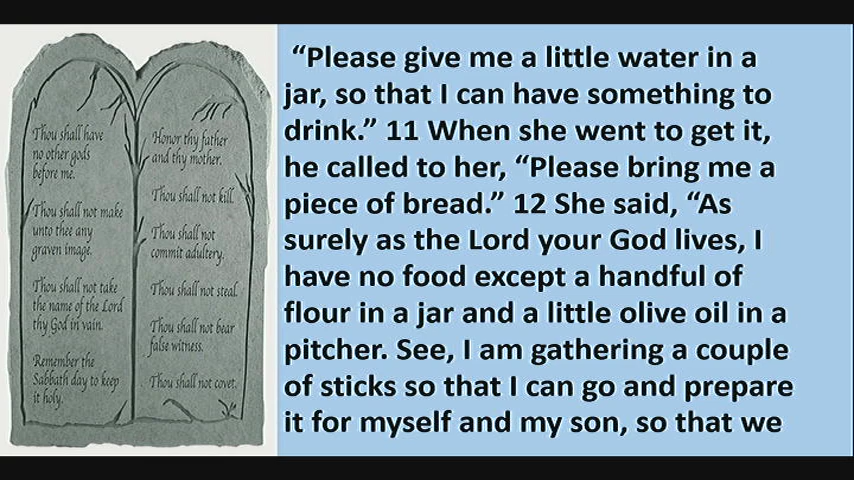 Thou shall have
no other gods
before me.
Thou shall not make
unto thee any
graven image.
Thou shall not take
the name of the Lord
thy God in vain.
Remember the
Sabbath day to keep
it holy.
Honor thy father
and thy mother.
Thou shall not kill.
Thou shall not
commit adultery.
Thou shall not steal.
Thou shall not bear
false witness.
Thou shall not covet.
“Please give me a little water in a
jar, so that I can have something to
drink.” 11 When she went to get it,
he called to her, “Please bring me a
piece of bread.” 12 She said, “As
surely as the Lord your God lives, I
have no food except a handful of
flour in a jar and a little olive oil in a
pitcher. See, I am gathering a couple
of sticks so that I can go and prepare
it for myself and my son, so that we